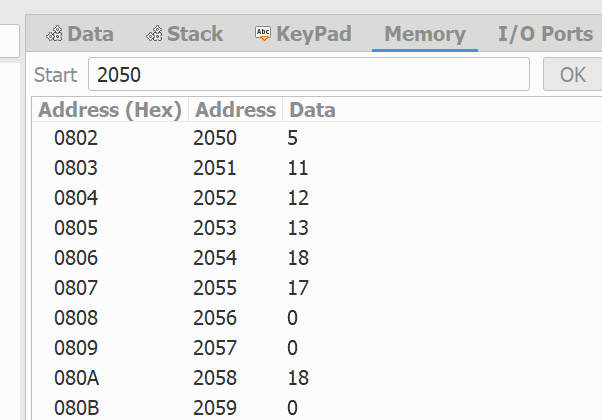 Data Stack KeyPad Memory I/O Ports
Start 2050 OK
Address (Hex) Address Data
0802 2050 5
0803 2051 11
0804 2052 12
0805 2053 13
0806 2054 18
0807 2055 17
0808 2056 0
0809 2057 0
080A 2058 18
080B 2059 0